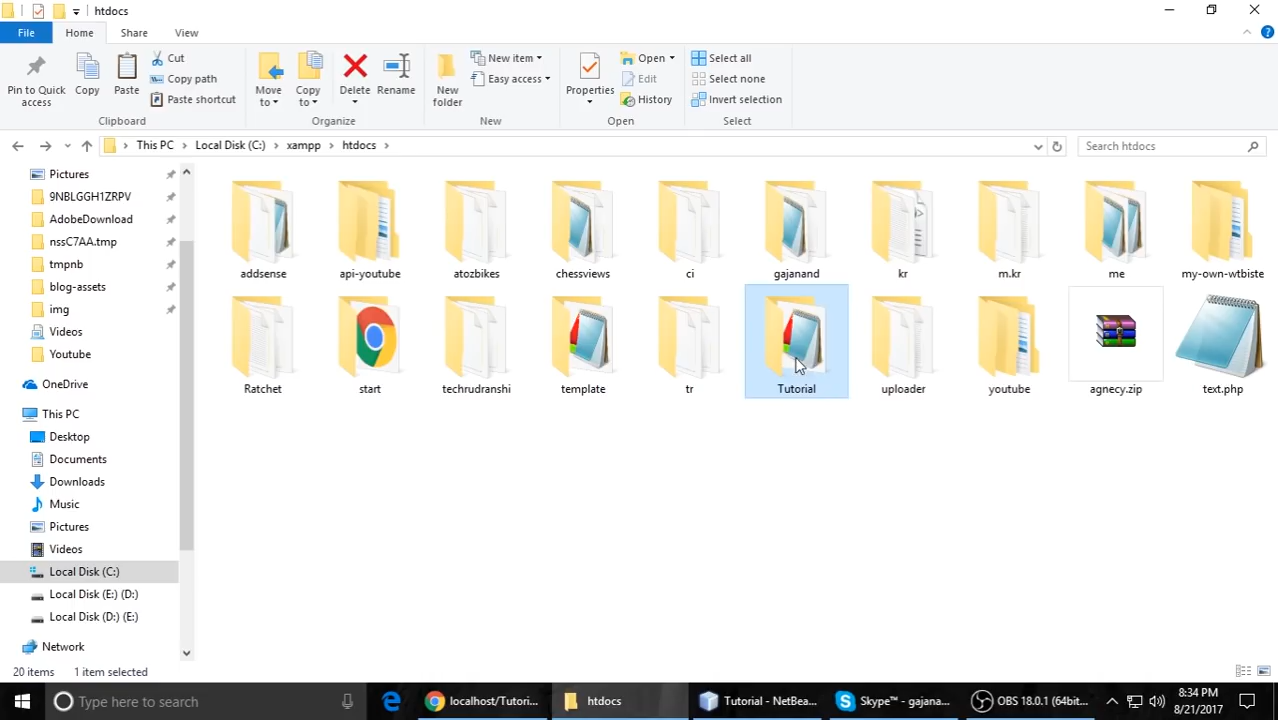 htdocs
File Home Share View
Pin to Quick access
Copy
Paste
Cut
Copy path
Paste shortcut
Clipboard
Move to
Copy to
Delete
Rename
Organize
New folder
New item
Easy access
New
Properties
Open
Edit
History
Open
Select all
Select none
Invert selection
Select
This PC Local Disk (C:) xampp htdocs
Search htdocs
Pictures
9NBLGGH1ZRPV
AdobeDownload
nssC7AA.tmp
tmpnb
blog-assets
img
Videos
Youtube
OneDrive
This PC
Desktop
Documents
Downloads
Music
Pictures
Videos
Local Disk (C:)
Local Disk (E:) (D:)
Local Disk (D:) (E:)
Network
addsense api-youtube atozbikes chessviews ci gajanand kr m.kr me my-own-wtbiste
Ratchet start techrudranshi template tr Tutorial uploader youtube agnecy.zip text.php
20 items 1 item selected
Type here to search
localhost/Tutori...
htdocs
Tutorial - NetBea...
Skype™ - gajana...
OBS 18.0.1 (64bit...
8:34 PM
8/21/2017